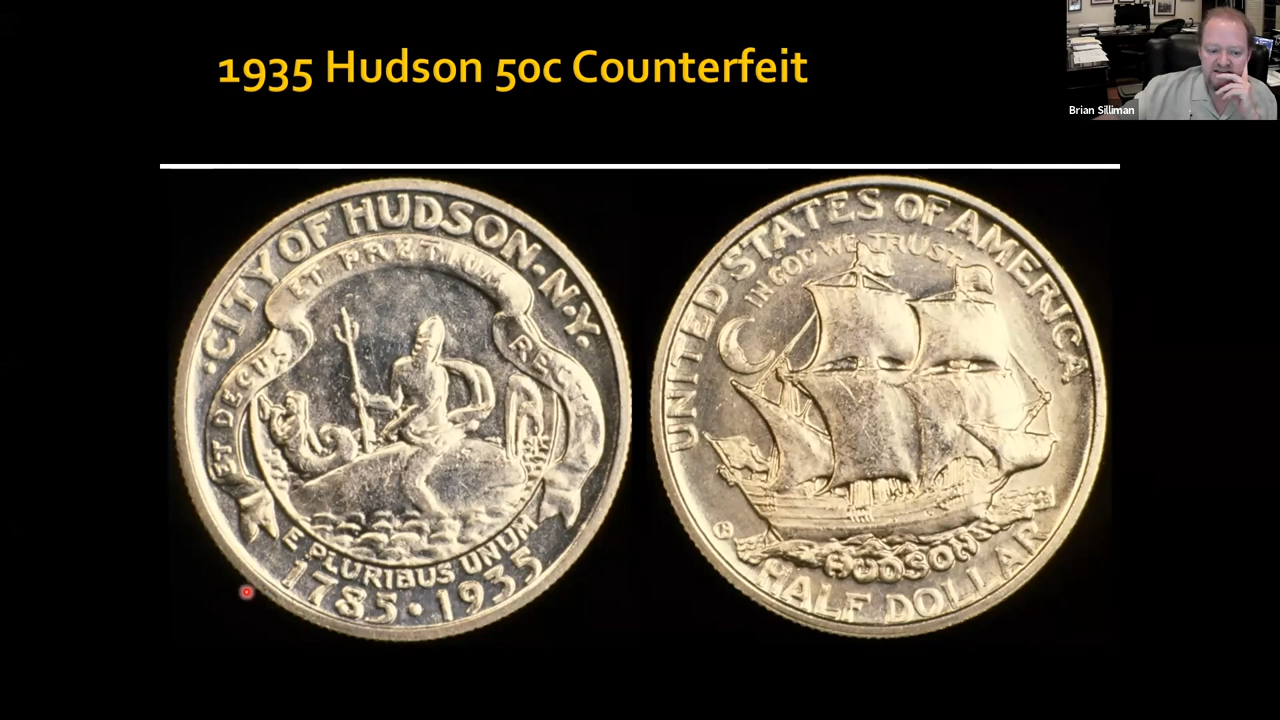 1935 Hudson 50c Counterfeit
Brian Silliman
·CITY OF HUDSON·N.Y.·
ET DECUS ET PRETIUM RECTI
E PLURIBUS UNUM
1785·1935
UNITED STATES OF AMERICA
IN GOD WE TRUST
HUDSON
HALF DOLLAR